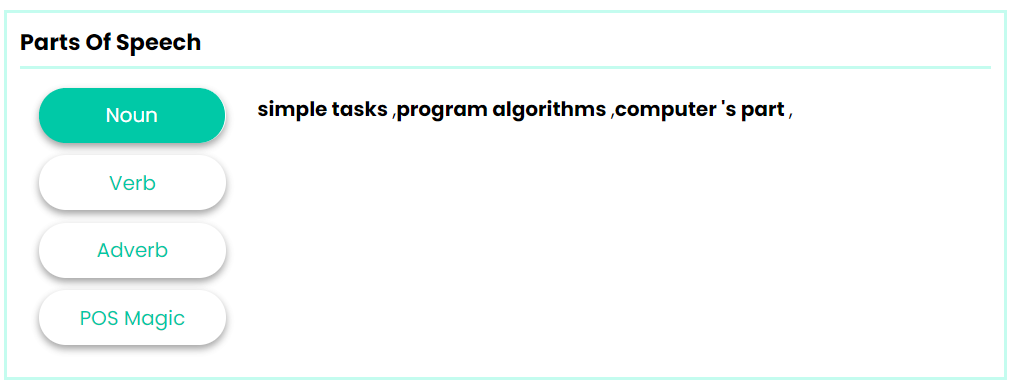 Parts Of Speech
Noun
simple tasks ,program algorithms ,computer 's part ,
Verb
Adverb
POS Magic